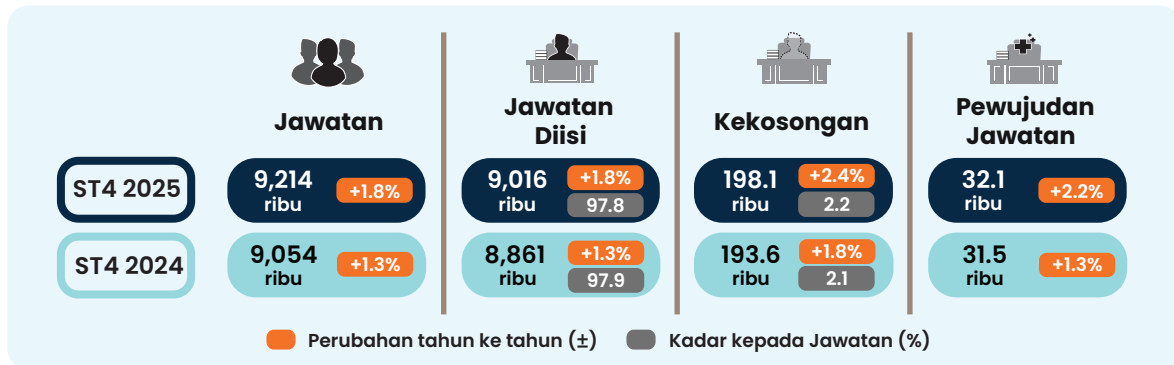 Jawatan
Jawatan
Diisi
Kekosongan
Pewujudan
Jawatan
ST4 2025
9,214
ribu
+1.8%
9,016
ribu
+1.8%
97.8
198.1
ribu
+2.4%
2.2
32.1
ribu
+2.2%
ST4 2024
9,054
ribu
+1.3%
8,861
ribu
+1.3%
97.9
193.6
ribu
+1.8%
2.1
31.5
ribu
+1.3%
Perubahan tahun ke tahun (±)
Kadar kepada Jawatan (%)